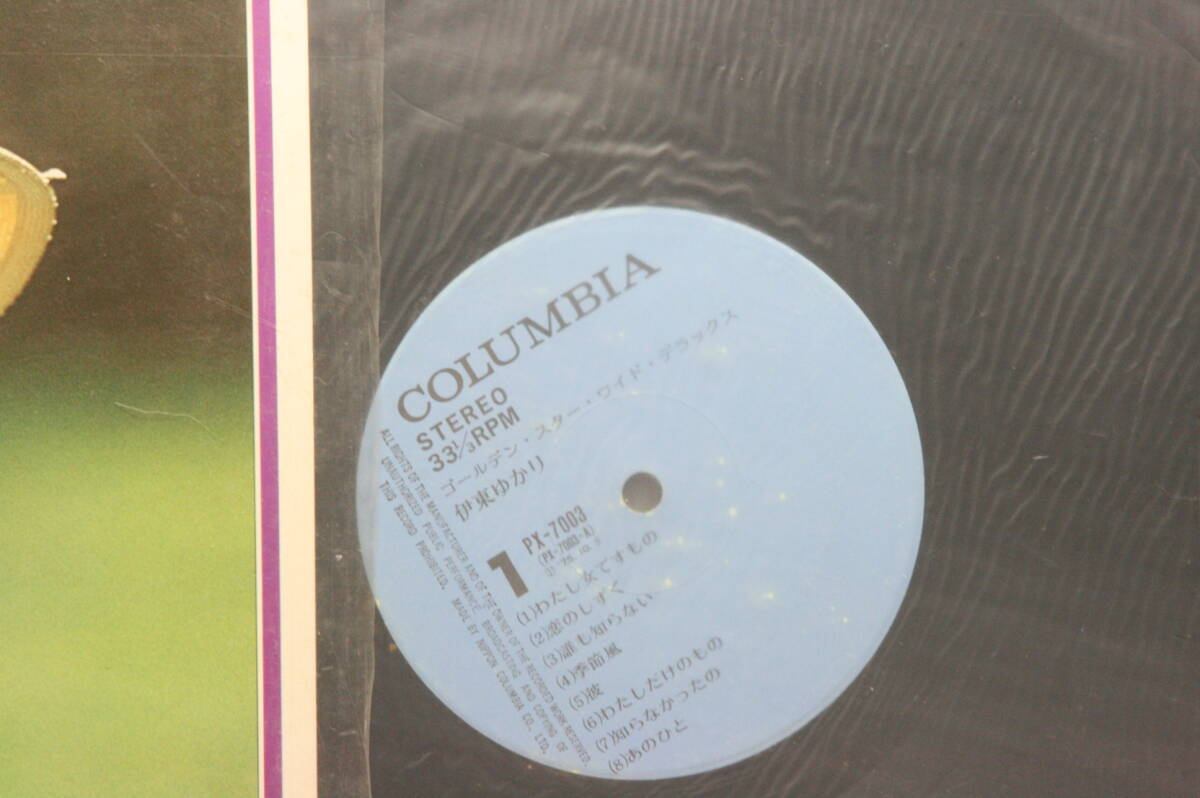 COLUMBIA
STEREO
33⅓RPM
ゴールデン・スター・ワイド・デラックス
伊東ゆかり
1
PX-7003
(PX-7003-A)
(1)わたし女ですもの
(2)恋のしずく
(3)誰も知らない
(4)季節風
(5)彼
(6)わたしだけのもの
(7)知らなかったの
(8)あのひと
ALL RIGHTS OF THE MANUFACTURER AND OF THE OWNER OF THE RECORDED WORK RESERVED.
UNAUTHORIZED PUBLIC PERFORMANCE, BROADCASTING AND COPYING OF
THIS RECORD PROHIBITED. MADE BY NIPPON COLUMBIA CO., LTD.